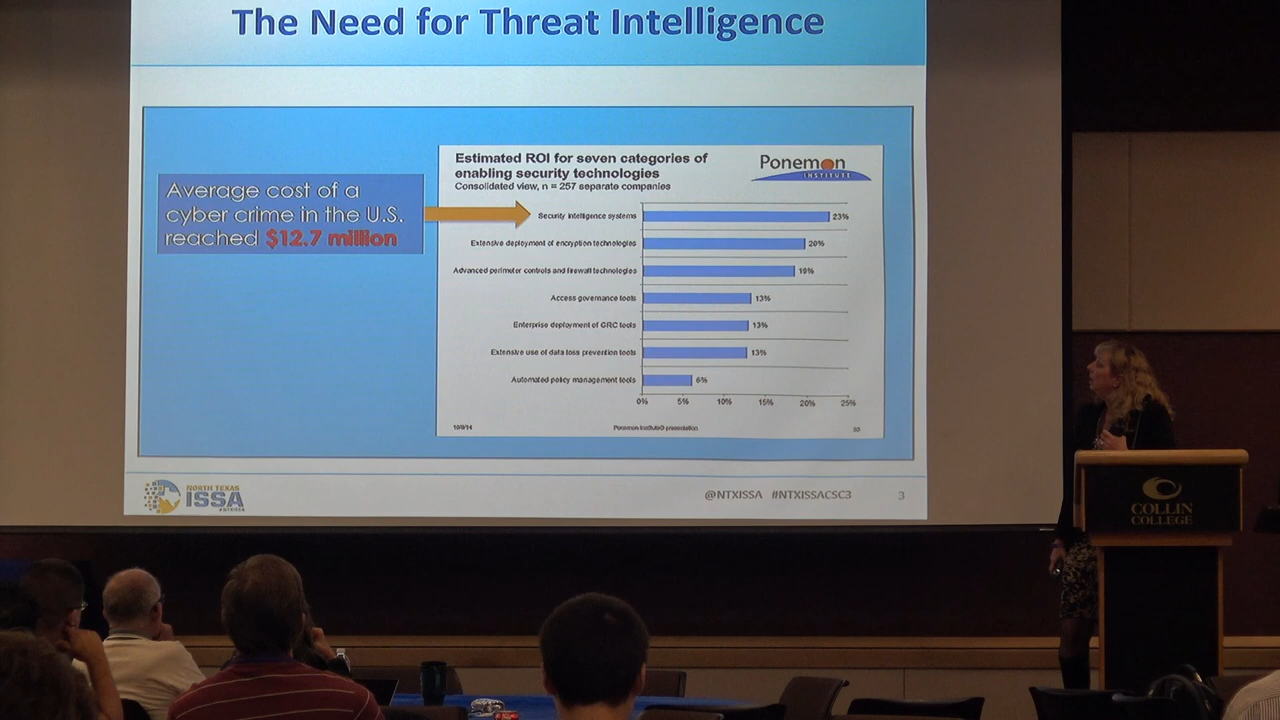 The Need for Threat Intelligence
Average cost of a
cyber crime in the U.S.
reached $12.7 million
Estimated ROI for seven categories of
enabling security technologies
Consolidated view, n = 257 separate companies
Ponemon
INSTITUTE
Security intelligence systems 23%
Extensive deployment of encryption technologies 20%
Advanced perimeter controls and firewall technologies 19%
Access governance tools 13%
Enterprise deployment of GRC tools 13%
Extensive use of data loss prevention tools 13%
Automated policy management tools 6%
0% 5% 10% 15% 20% 25%
Ponemon Institute© presentation
NORTH TEXAS
ISSA
#NTXISSA
@NTXISSA #NTXISSACSC3 3
COLLIN
COLLEGE